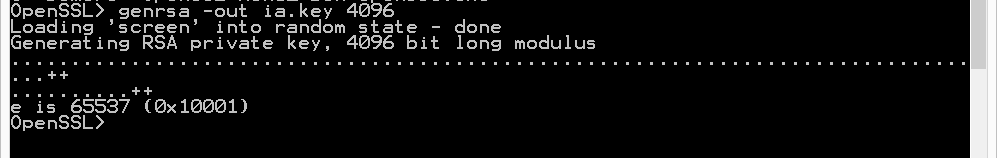 OpenSSL> genrsa -out ia.key 4096
Loading 'screen' into random state - done
Generating RSA private key, 4096 bit long modulus
................................................................................
...++
..........++
e is 65537 (0x10001)
OpenSSL>